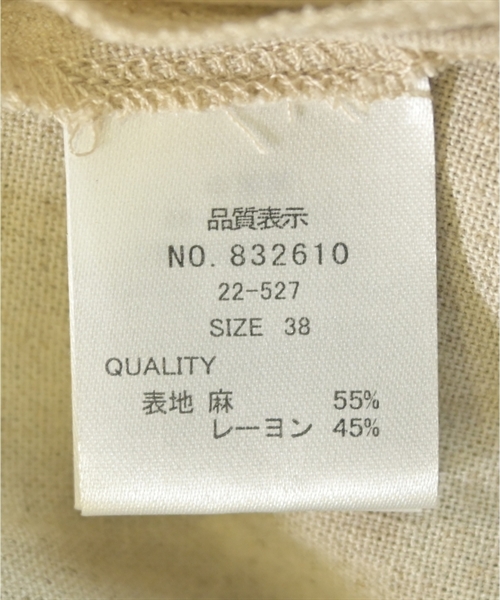 品質表示
NO. 832610
22-527
SIZE 38
QUALITY
表地 麻 55%
レーヨン 45%